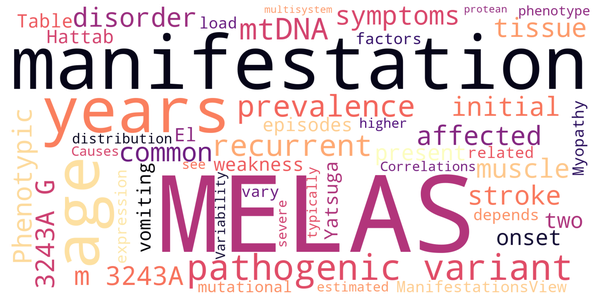 multisystem protean phenotype
Table disorder load mtDNA symptoms tissue
Hattab factors
manifestation
years prevalence initial
distribution El episodes higher affected
Causes common recurrent present related
see weakness Correlations muscle
Phenotypic age expression vomiting Variability vary severe typically Yatsuga Myopathy
MELAS stroke
3243A G depends two
onset
m 3243A pathogenic variant
mutational estimated ManifestationsView